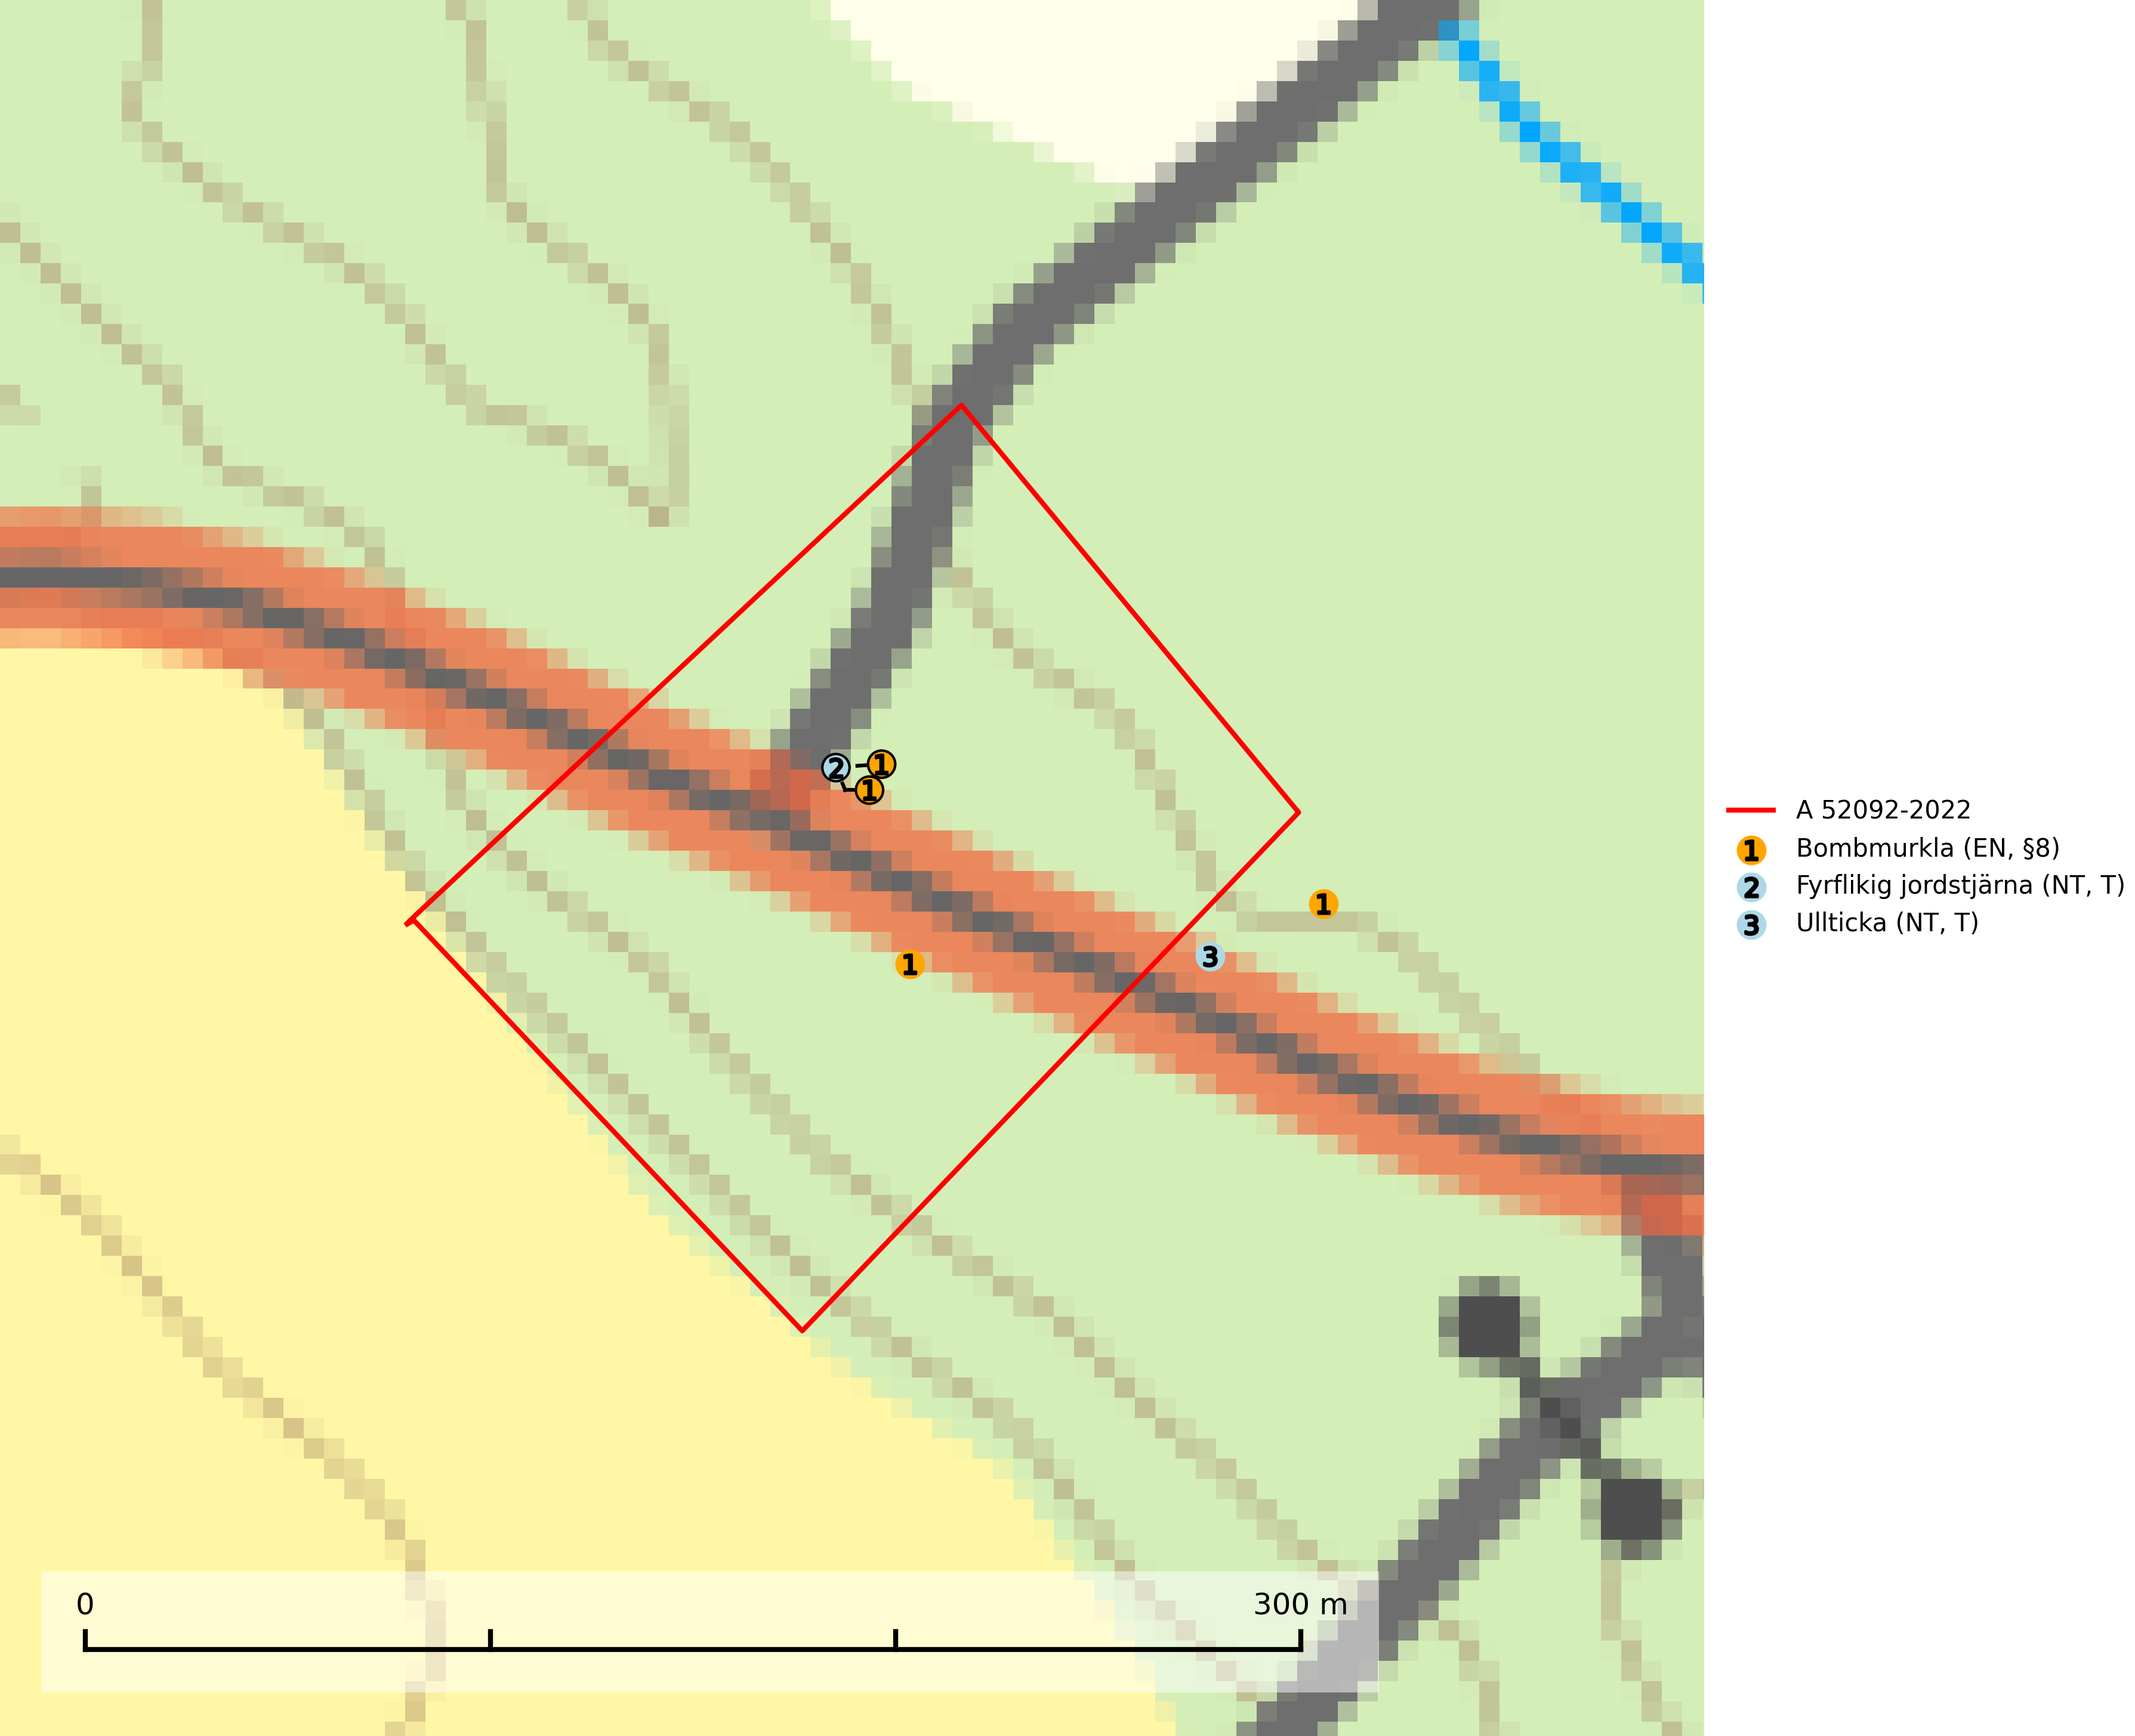 2 1
1
1
3
1
A 52092-2022
1 Bombmurkla (EN, §8)
2 Fyrflikig jordstjärna (NT, T)
3 Ullticka (NT, T)
0 300 m